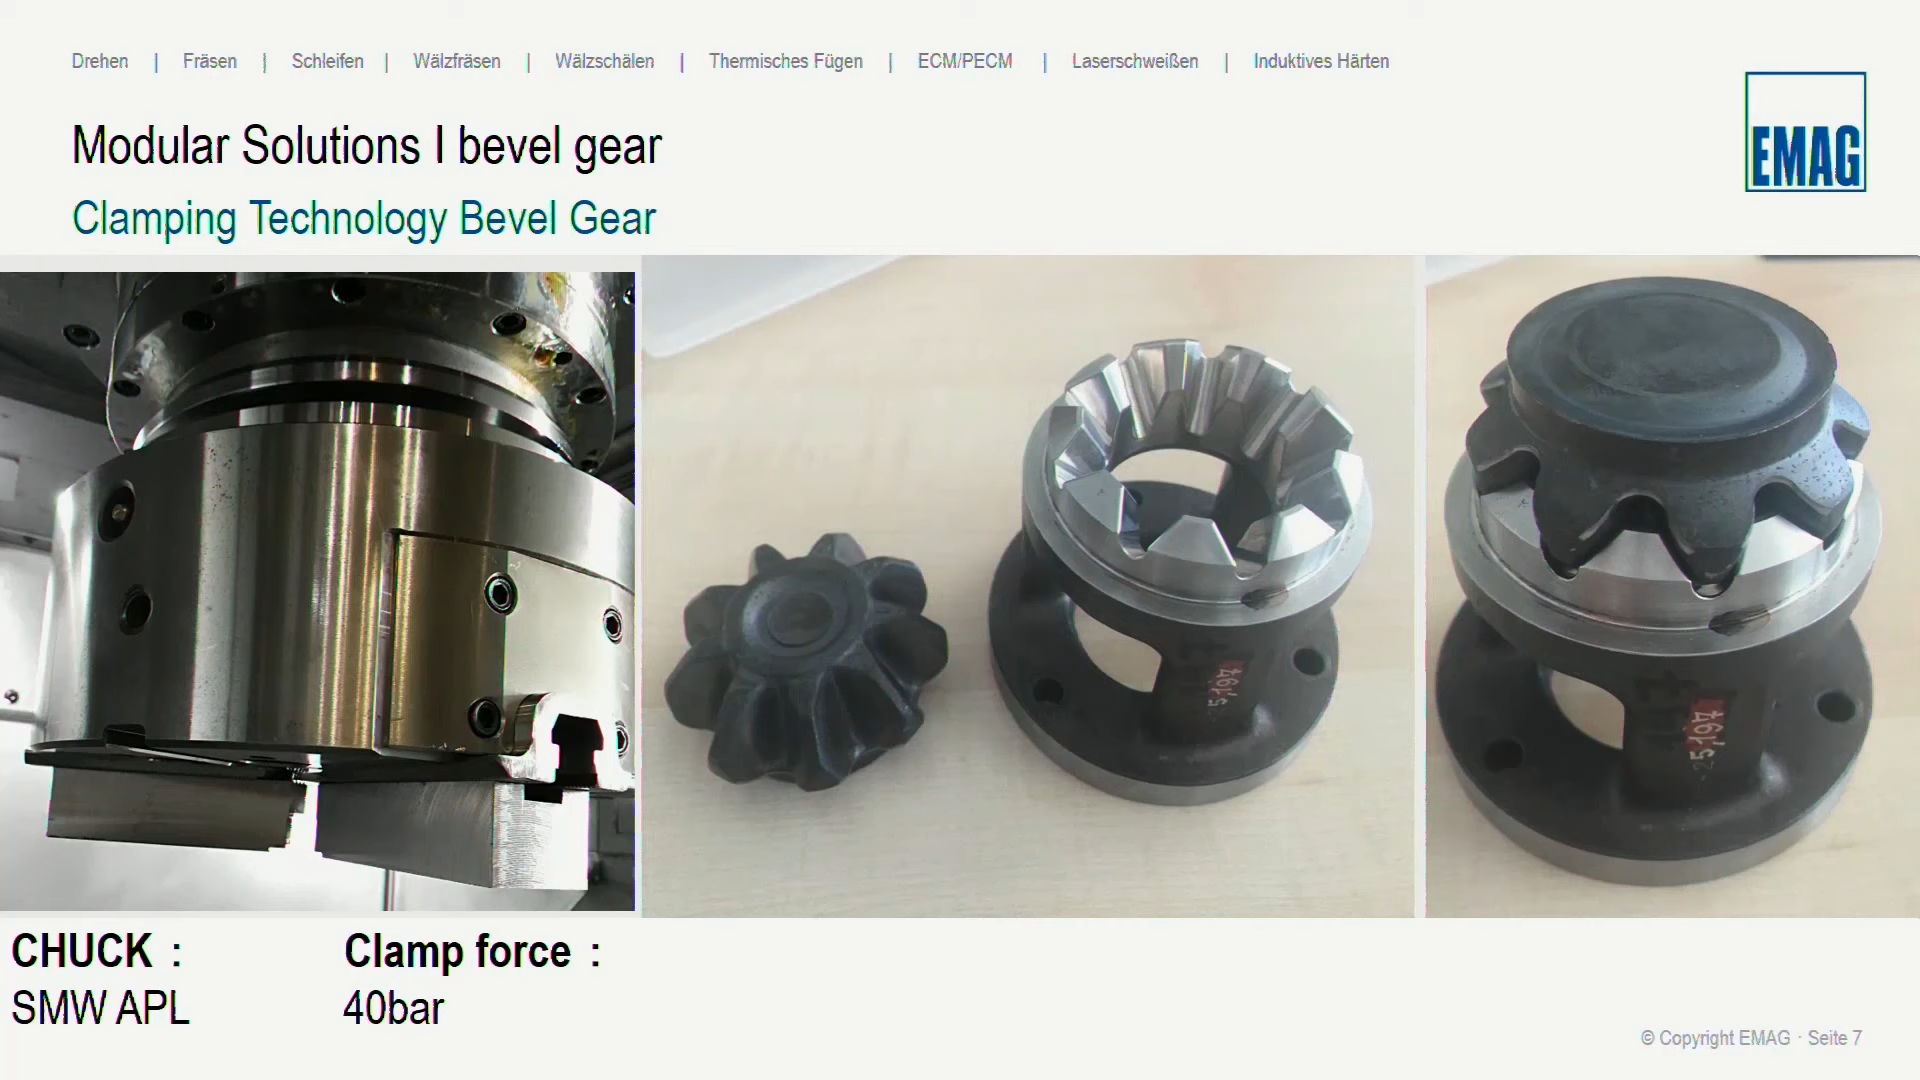 Drehen | Fräsen | Schleifen | Wälzfräsen | Wälzschälen | Thermisches Fügen | ECM/PECM | Laserschweißen | Induktives Härten
EMAG
Modular Solutions I bevel gear
Clamping Technology Bevel Gear
CHUCK : Clamp force :
SMW APL 40bar
© Copyright EMAG · Seite 7